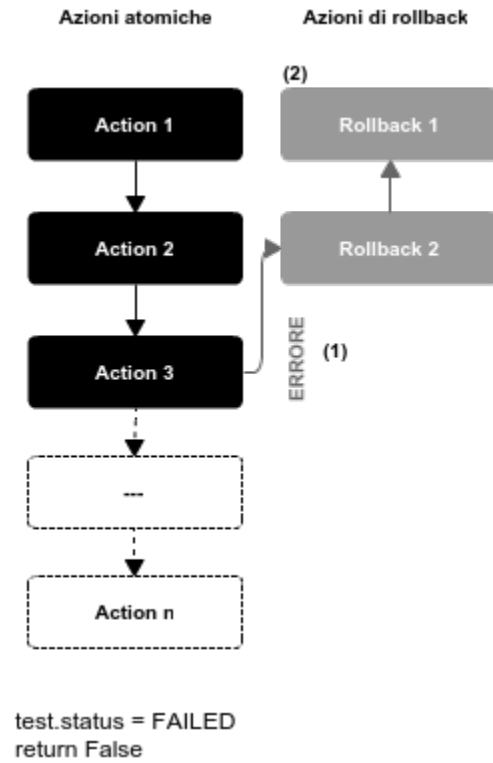 Azioni atomiche
Azioni di rollback
(2)
Action 1
Rollback 1
Action 2
Rollback 2
ERRORE
(1)
Action 3
---
Action n
test.status = FAILED
return False